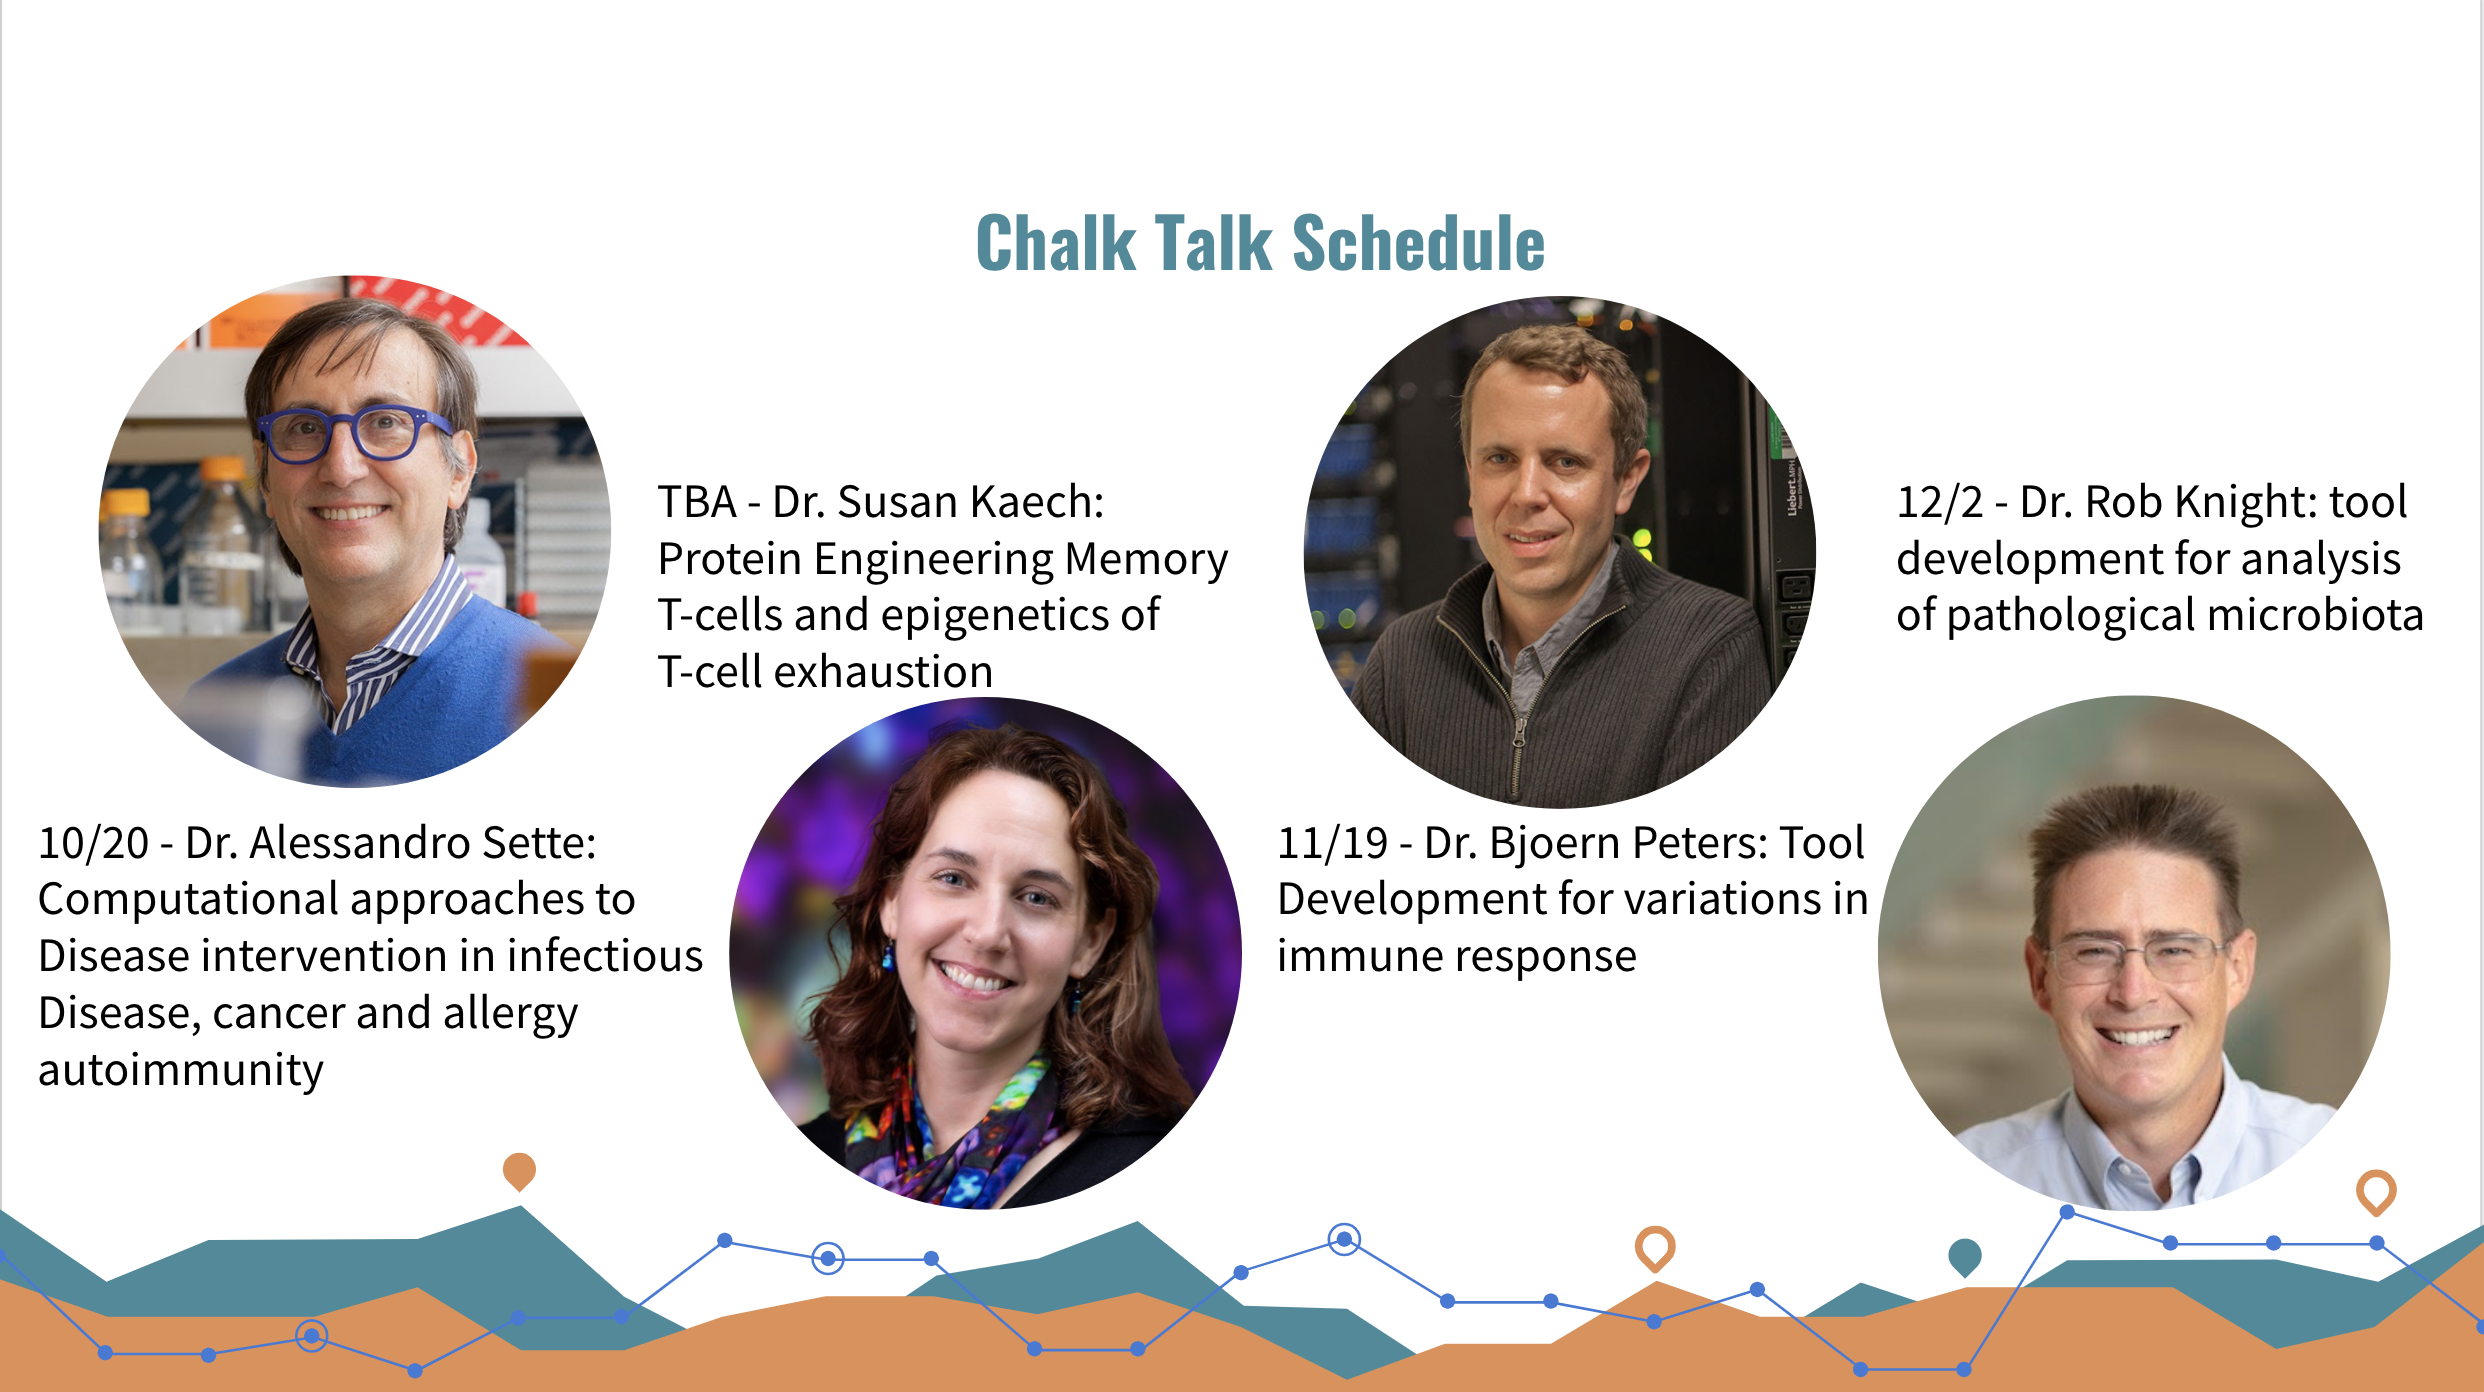 Chalk Talk Schedule
10/20 - Dr. Alessandro Sette:
Computational approaches to
Disease intervention in infectious
Disease, cancer and allergy
autoimmunity
TBA - Dr. Susan Kaech:
Protein Engineering Memory
T-cells and epigenetics of
T-cell exhaustion
11/19 - Dr. Bjoern Peters: Tool
Development for variations in
immune response
12/2 - Dr. Rob Knight: tool
development for analysis
of pathological microbiota
Liebert. MPH